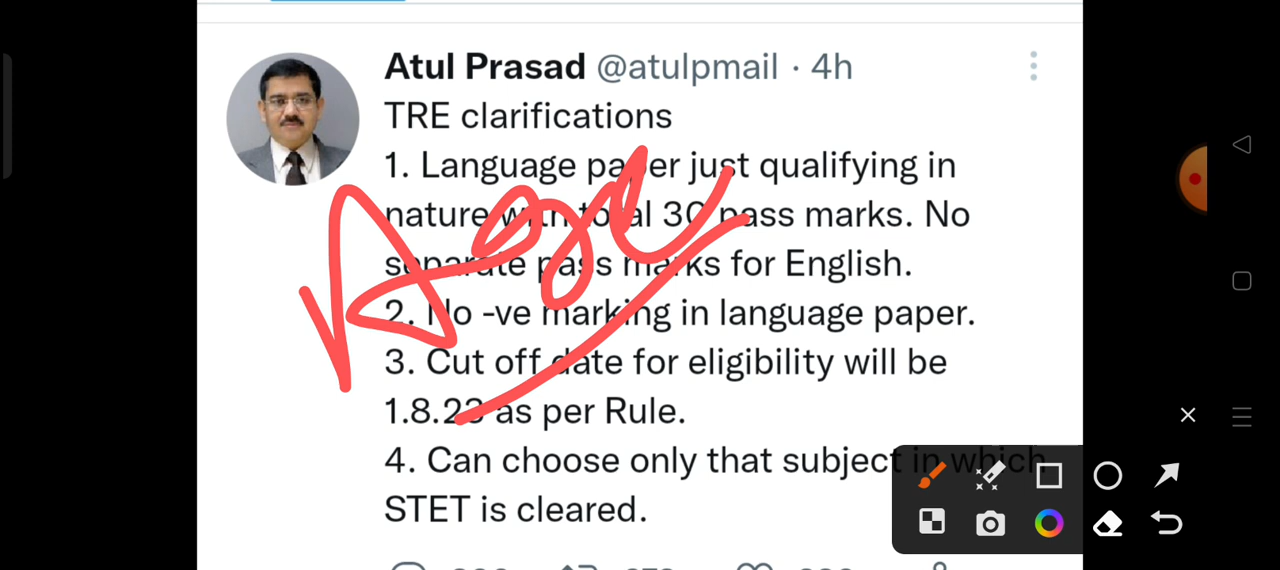 Atul Prasad @atulpmail · 4h
TRE clarifications
1. Language paper just qualifying in
nature with total 30 pass marks. No
separate pass marks for English.
2. No -ve marking in language paper.
3. Cut off date for eligibility will be
1.8.23 as per Rule.
4. Can choose only that subject in which
STET is cleared.
Age